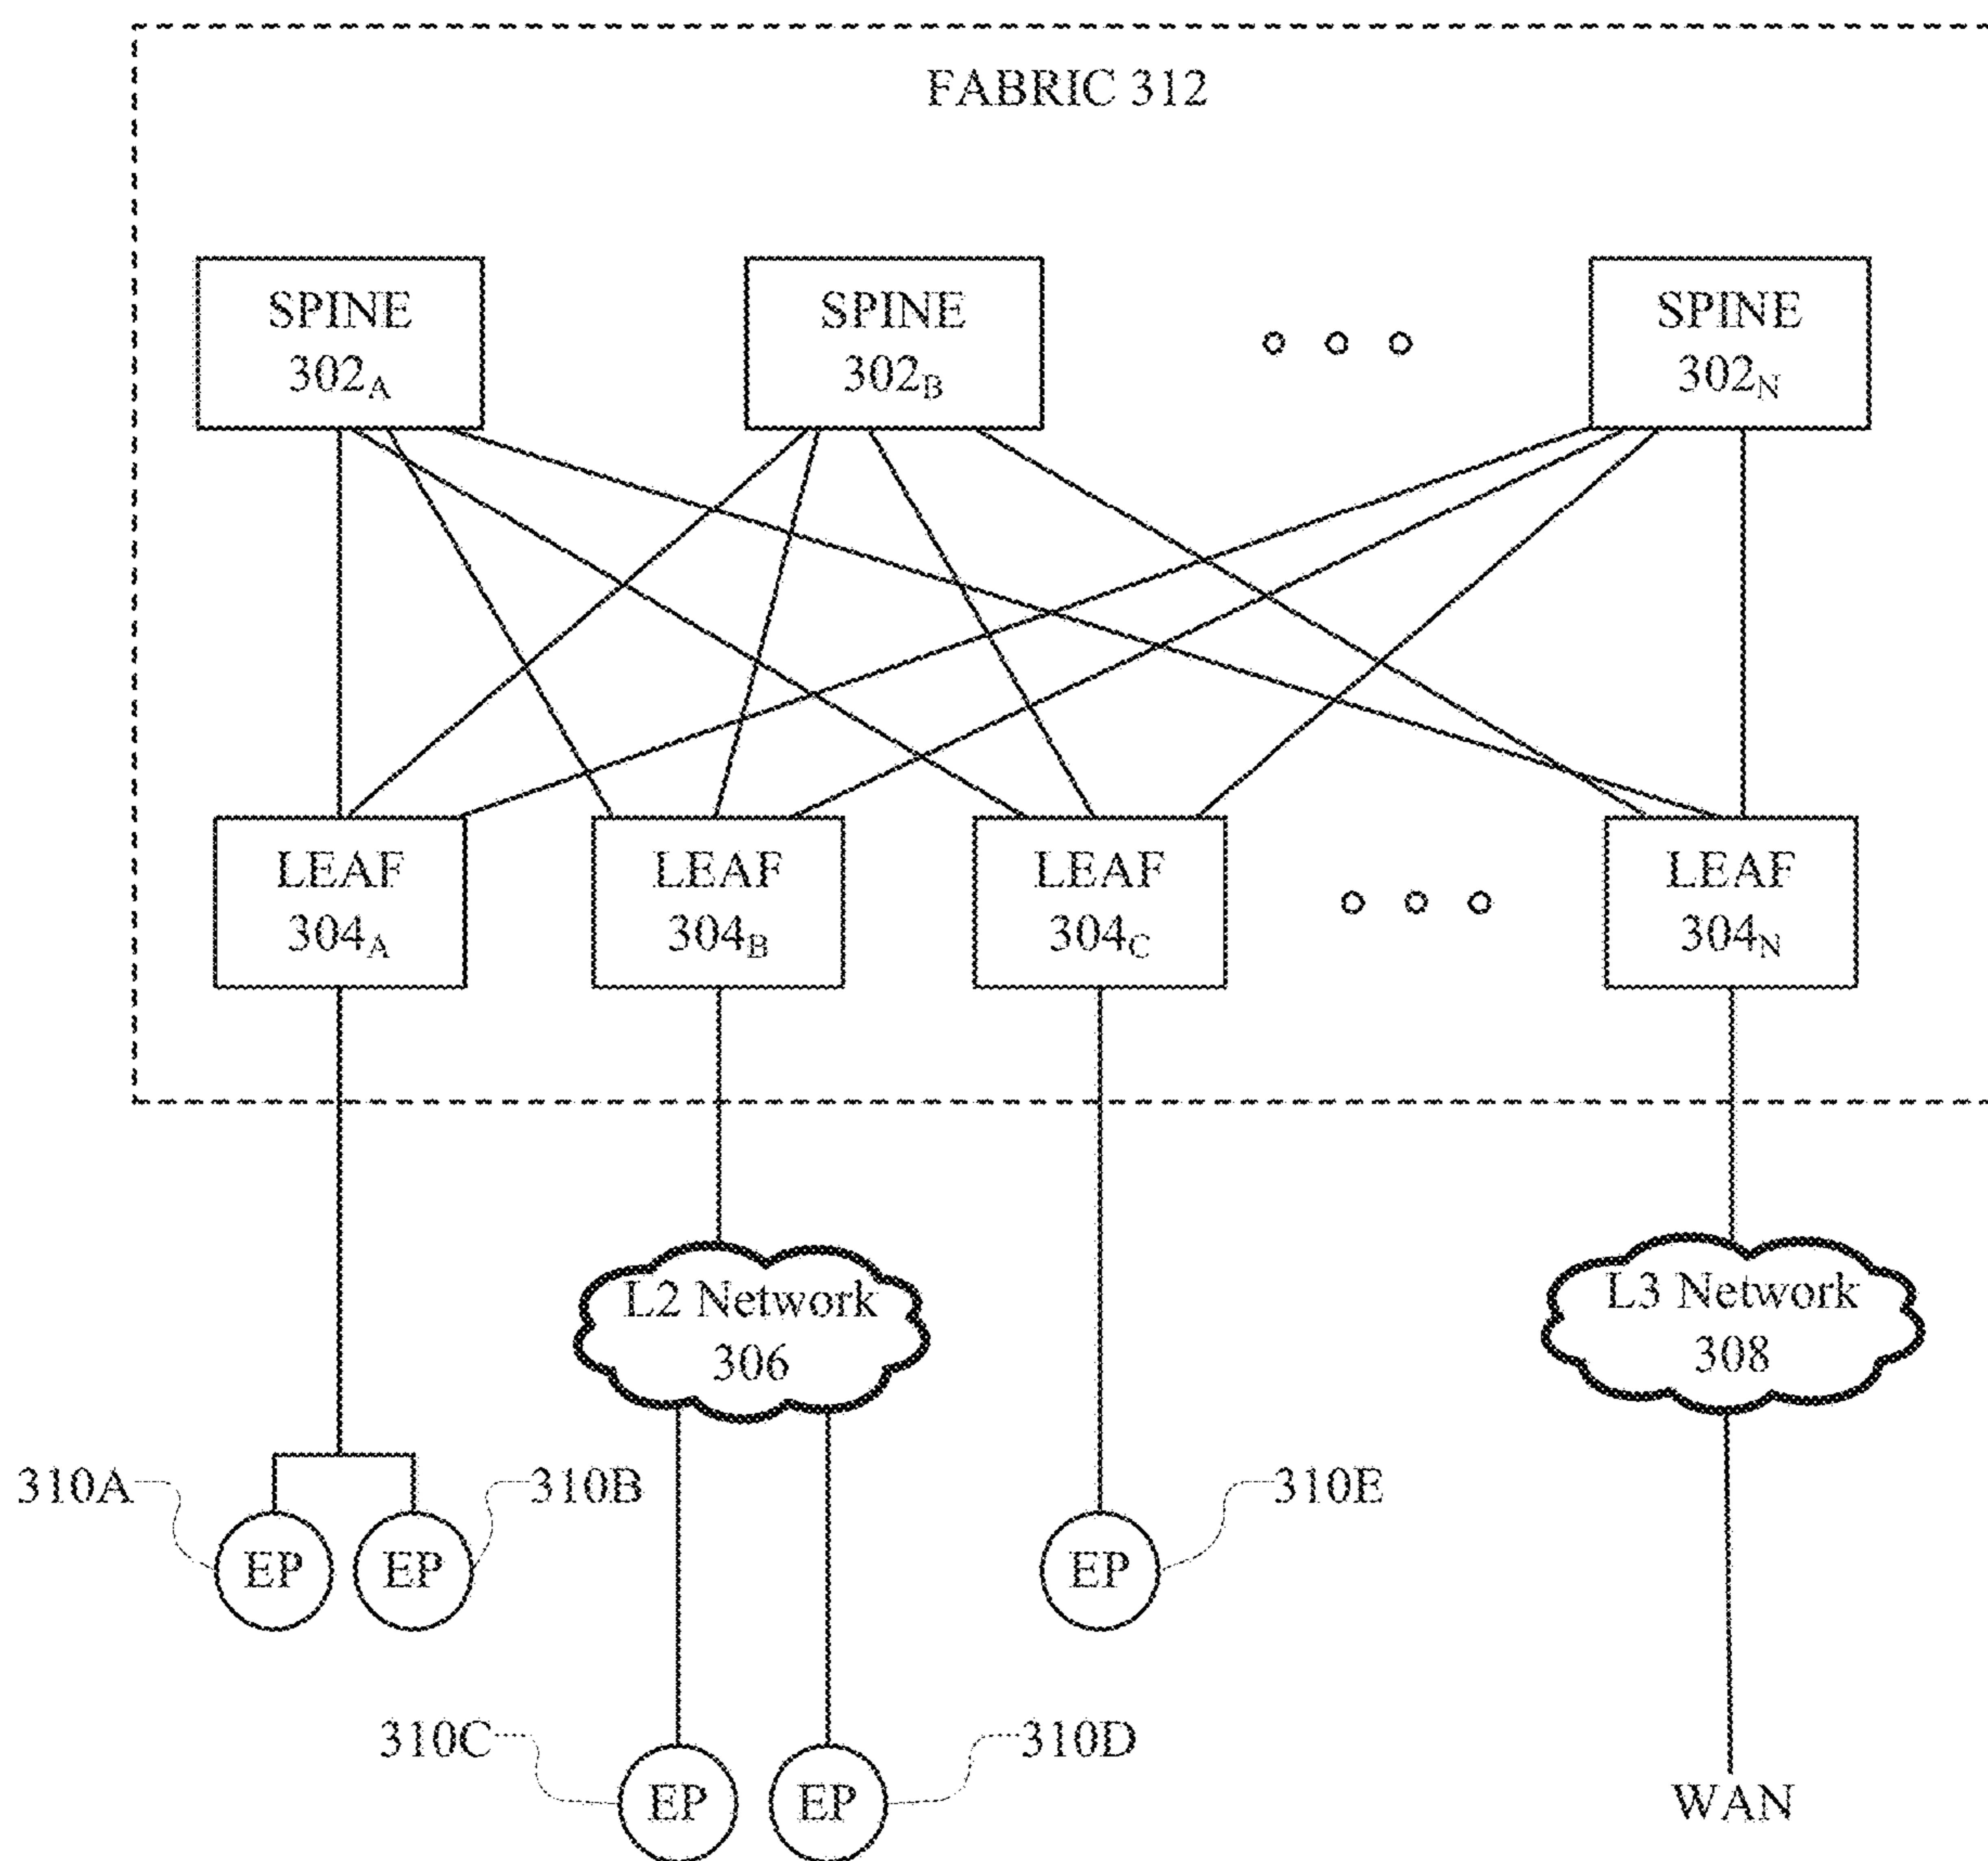 FABRIC 312
SPINE
302A
SPINE
302B
SPINE
302N
LEAF
304A
LEAF
304B
LEAF
304C
LEAF
304N
L2 Network
306
L3 Network
308
310A
EP
EP
310B
EP
310E
310C
EP
EP
310D
WAN